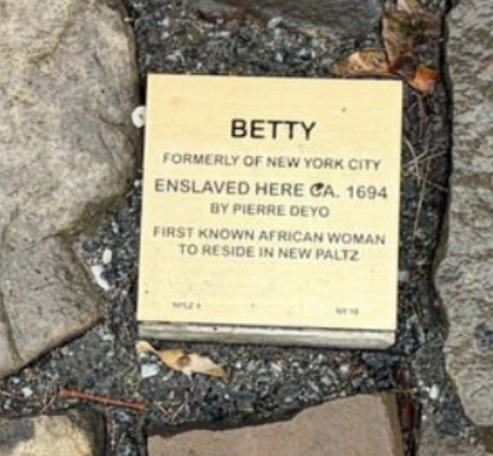 BETTY
FORMERLY OF NEW YORK CITY
ENSLAVED HERE CA. 1694
BY PIERRE DEYO
FIRST KNOWN AFRICAN WOMAN
TO RESIDE IN NEW PALTZ